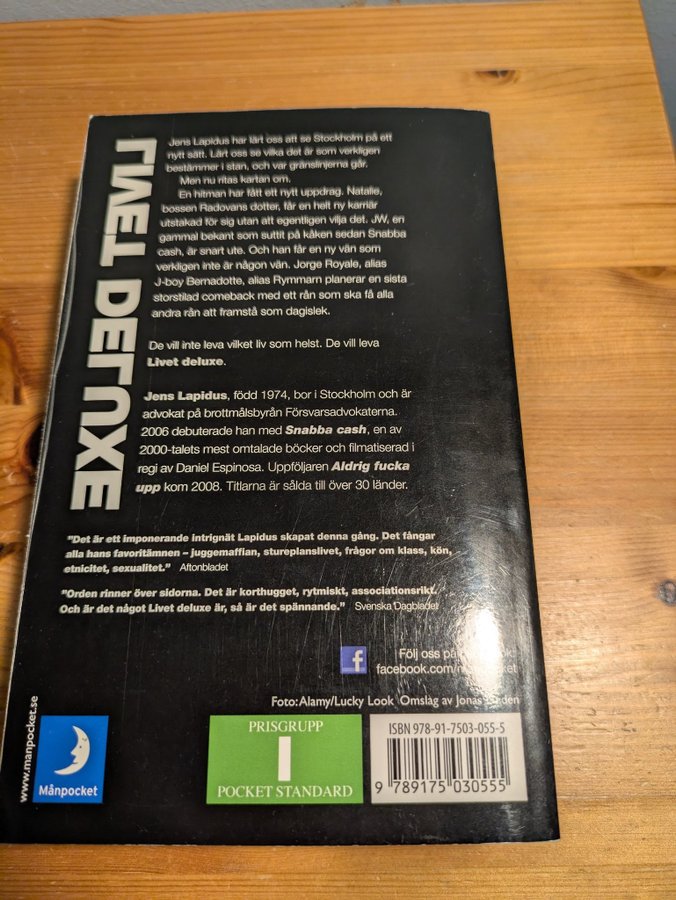 LIVET DELUXE
Jens Lapidus har lärt oss att se Stockholm på ett
nytt sätt. Lärt oss se vilka det är som verkligen
bestämmer i stan, och var gränslinjerna går.
Men nu ritas kartan om.
En hitman har fått ett nytt uppdrag. Natalie,
bossen Radovans dotter, får en helt ny karriär
utstakad för sig utan att egentligen vilja det. JW, en
gammal bekant som suttit på kåken sedan Snabba
cash, är snart ute. Och han får en ny vän som
verkligen inte är någon vän. Jorge Royale, alias
J-boy Bernadotte, alias Rymmarn planerar en sista
storstilad comeback med ett rån som ska få alla
andra rån att framstå som dagislek.
De vill inte leva vilket liv som helst. De vill leva
Livet deluxe.
Jens Lapidus, född 1974, bor i Stockholm och är
advokat på brottmålsbyrån Försvarsadvokaterna.
2006 debuterade han med Snabba cash, en av
2000-talets mest omtalade böcker och filmatiserad i
regi av Daniel Espinosa. Uppföljaren Aldrig fucka
upp kom 2008. Titlarna är sålda till över 30 länder.
"Det är ett imponerande intrignät Lapidus skapat denna gång. Det fångar
alla hans favoritämnen – juggemaffian, stureplanslivet, frågor om klass, kön,
etnicitet, sexualitet." Aftonbladet
"Orden rinner över sidorna. Det är korthugget, rytmiskt, associationsrikt.
Och är det något Livet deluxe är, så är det spännande." Svenska Dagbladet
f
Följ oss på
facebook.com/manpocket
Foto: Alamy/Lucky Look Omslag av Jonas
www.manpocket.se
Månpocket
PRISGRUPP
1
POCKET STANDARD
ISBN 978-91-7503-055-5
9 789175 030555